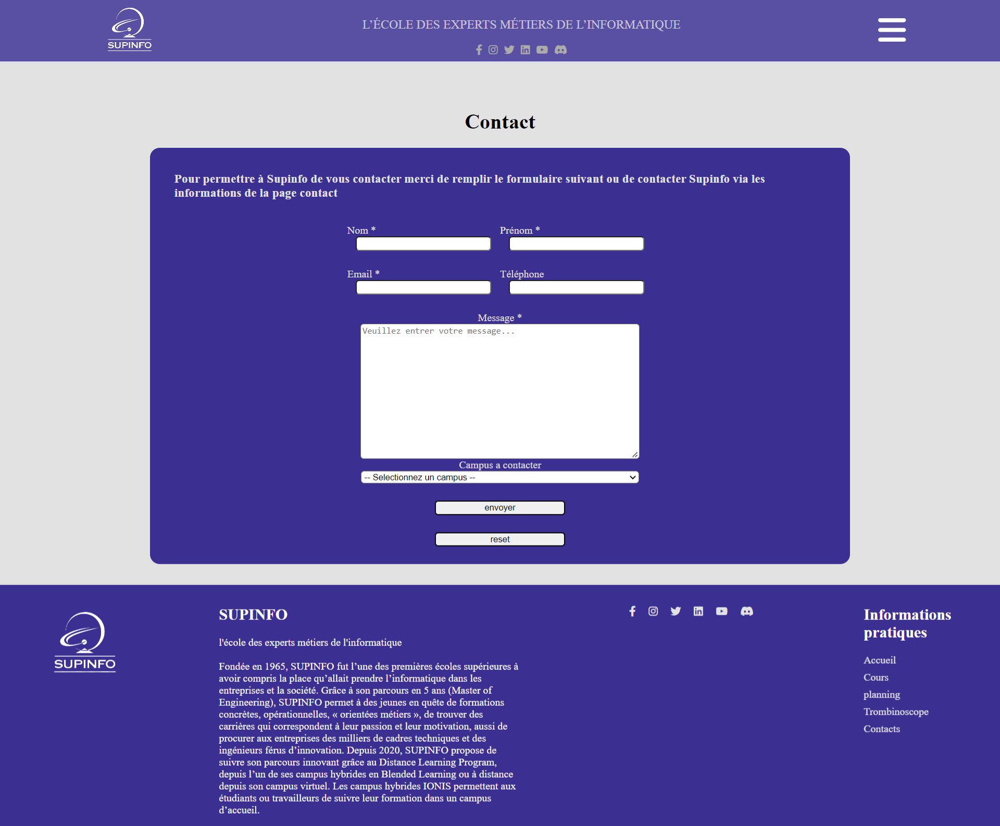 SUPINFO
L’ÉCOLE DES EXPERTS MÉTIERS DE L’INFORMATIQUE
Contact
Pour permettre à Supinfo de vous contacter merci de remplir le formulaire suivant ou de contacter Supinfo via les
informations de la page contact
Nom * Prénom *
Email * Téléphone
Message *
Veuillez entrer votre message...
Campus a contacter
-- Selectionnez un campus --
envoyer
reset
SUPINFO
SUPINFO
l'école des experts métiers de l'informatique
Fondée en 1965, SUPINFO fut l’une des premières écoles supérieures à
avoir compris la place qu’allait prendre l’informatique dans les
entreprises et la société. Grâce à son parcours en 5 ans (Master of
Engineering), SUPINFO permet à des jeunes en quête de formations
concrètes, opérationnelles, « orientées métiers », de trouver des
carrières qui correspondent à leur passion et leur motivation, aussi de
procurer aux entreprises des milliers de cadres techniques et des
ingénieurs férus d’innovation. Depuis 2020, SUPINFO propose de
suivre son parcours innovant grâce au Distance Learning Program,
depuis l’un de ses campus hybrides en Blended Learning ou à distance
depuis son campus virtuel. Les campus hybrides IONIS permettent aux
étudiants ou travailleurs de suivre leur formation dans un campus
d’accueil.
Informations
pratiques
Accueil
Cours
planning
Trombinoscope
Contacts